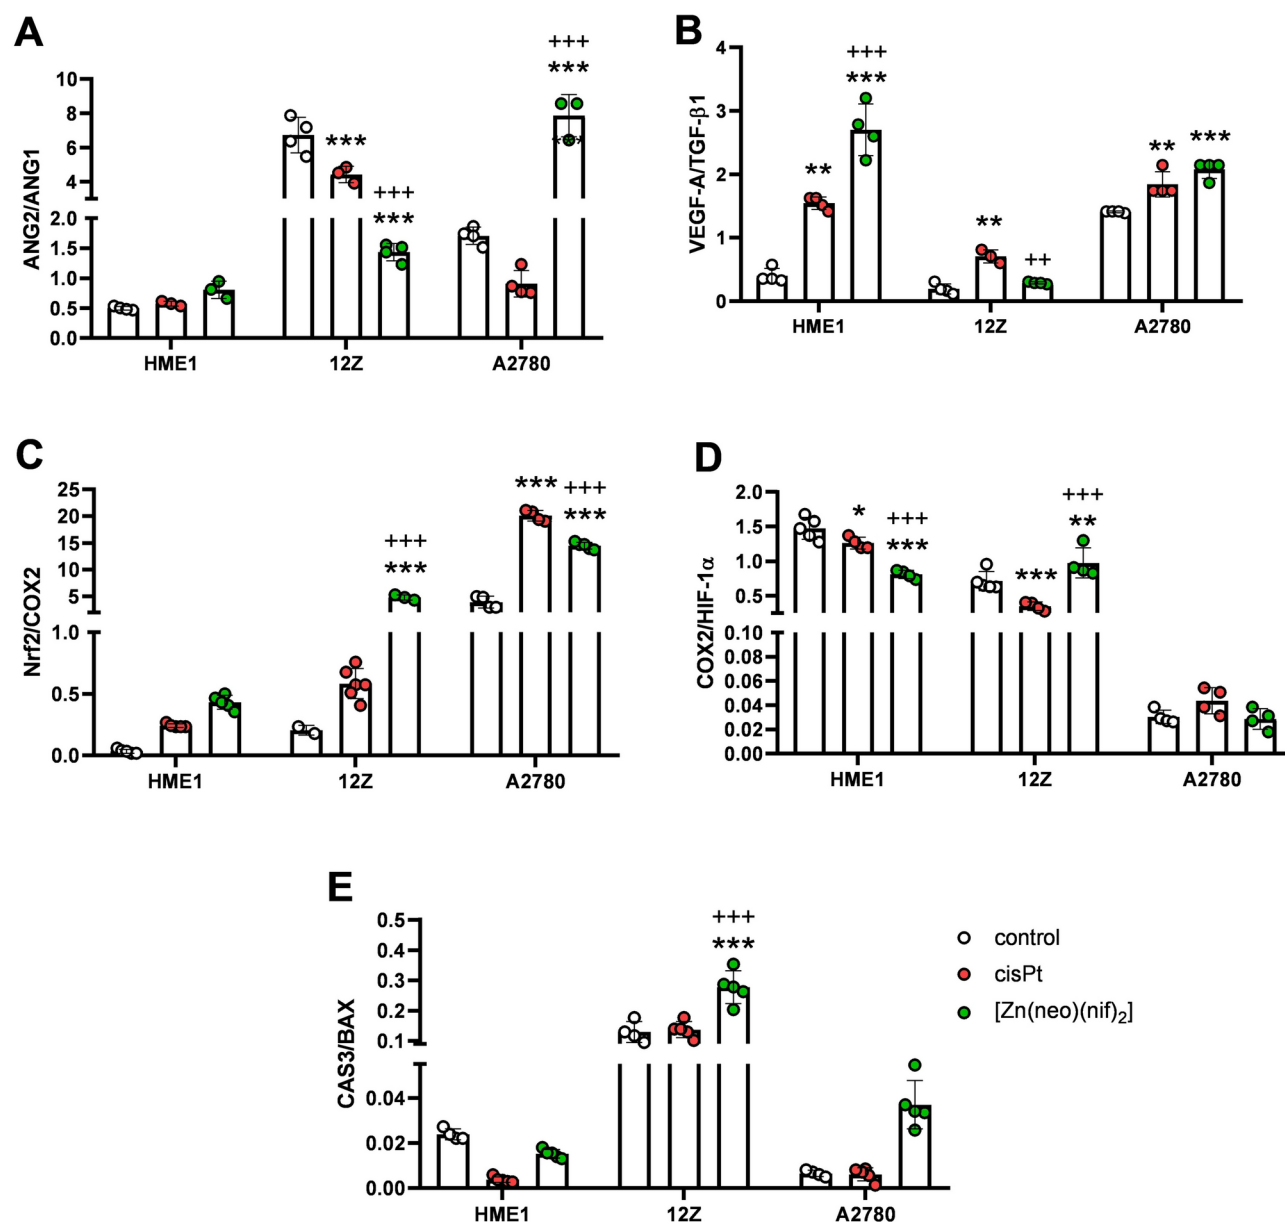 A
ANG2/ANG1
10
8
6
4
2.0
1.5
1.0
0.5
0.0
***
+++
***
+++
***
***
HME1
12Z
A2780
B
VEGF-A/TGF-β1
4
3
2
1
0
**
+++
***
**
++
**
***
HME1
12Z
A2780
C
Nrf2/COX2
25
20
15
10
5
1.0
0.5
0.0
+++
***
***
+++
***
HME1
12Z
A2780
D
COX2/HIF-1α
2.0
1.5
1.0
0.5
0.10
0.08
0.06
0.04
0.02
0.00
*
+++
***
***
+++
**
HME1
12Z
A2780
E
CAS3/BAX
0.5
0.4
0.3
0.2
0.1
0.04
0.02
0.00
+++
***
HME1
12Z
A2780
control
cisPt
[Zn(neo)(nif)₂]